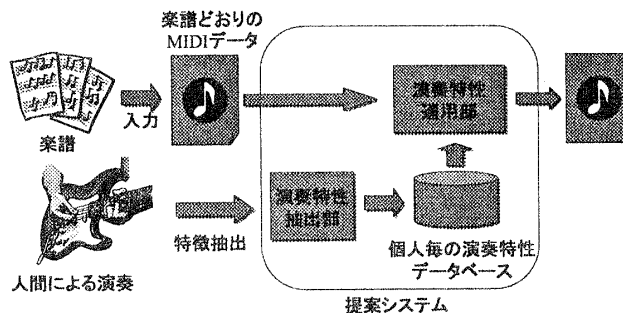 楽譜どおりの
MIDIデータ
入力
楽譜
演奏特性
適用部
演奏特性
抽出部
特徴抽出
人間による演奏
個人毎の演奏特性
データベース
提案システム